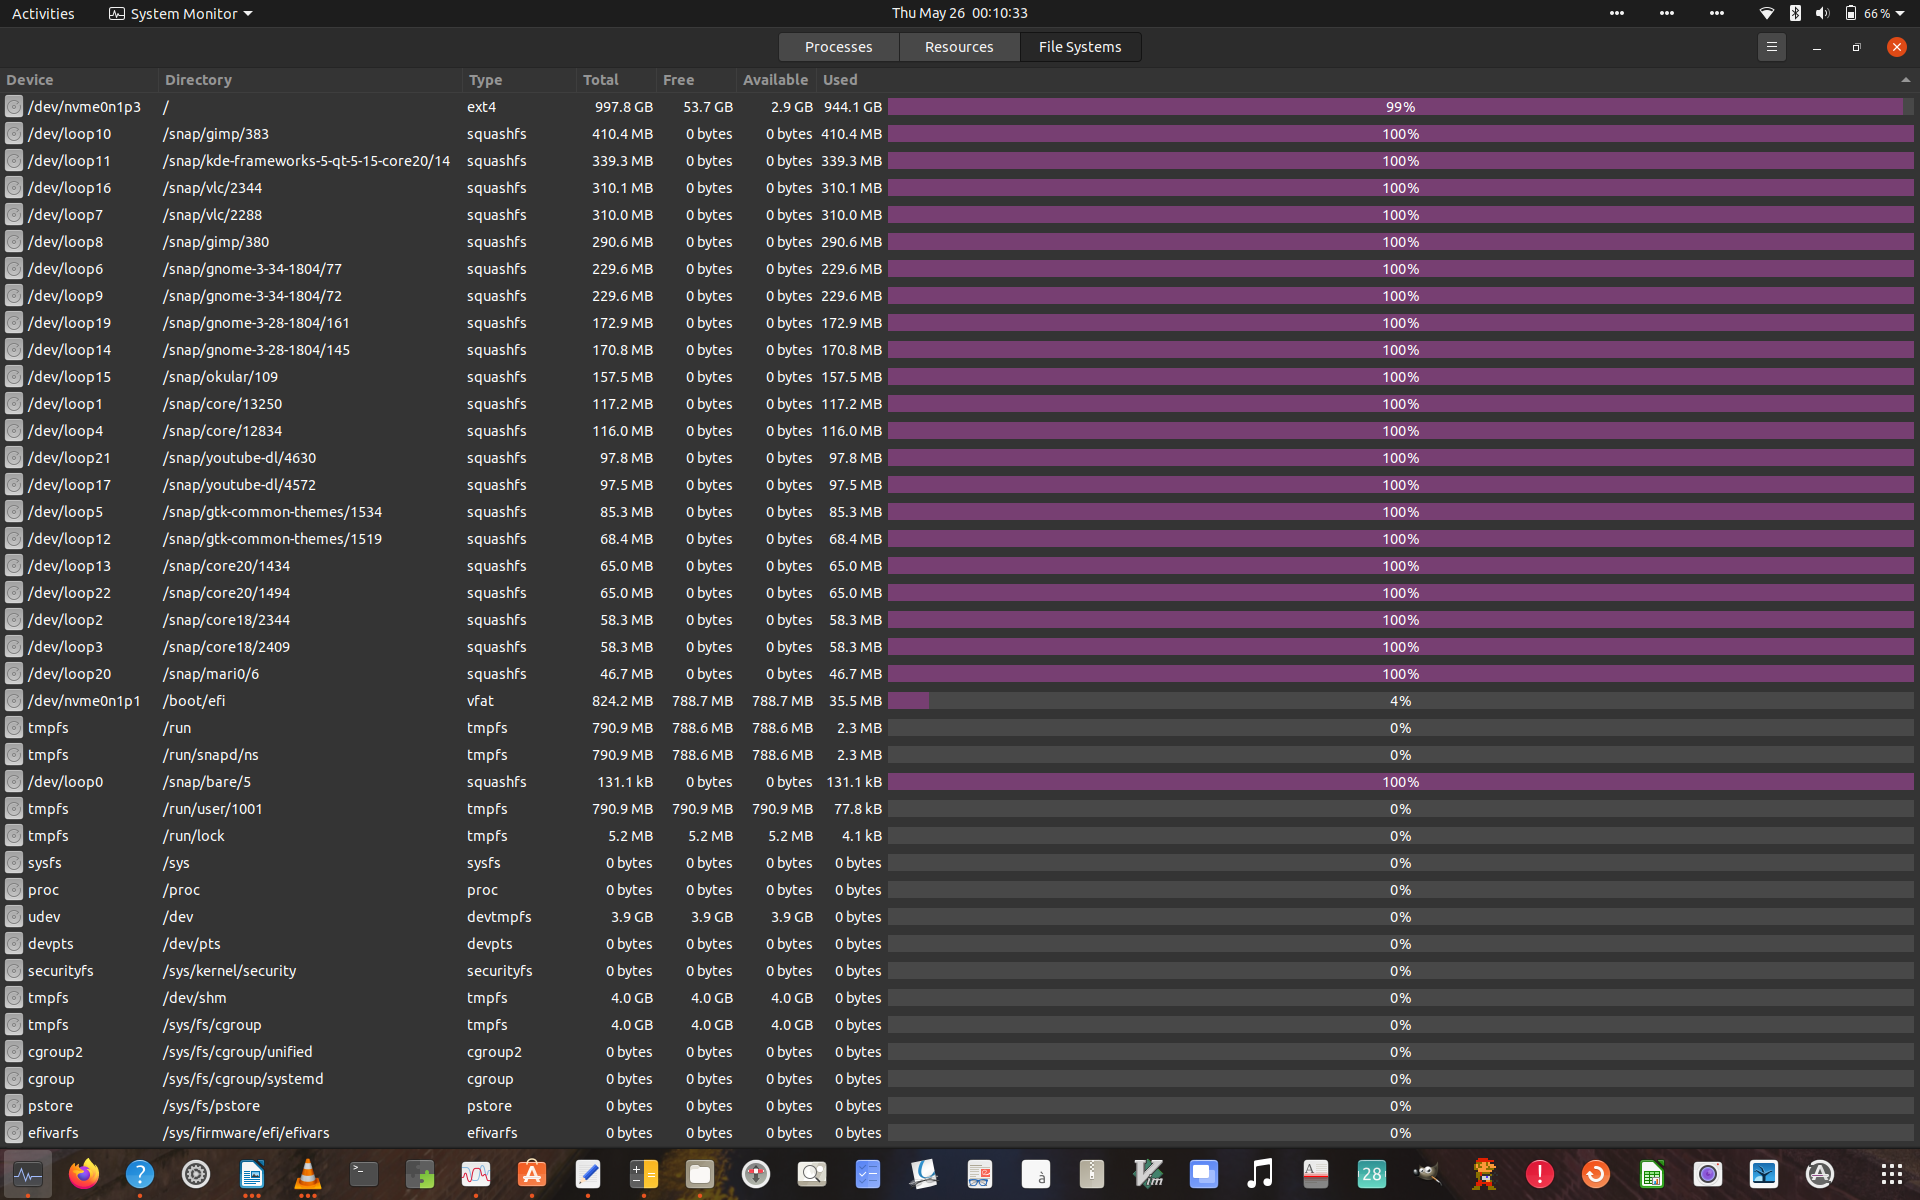 Activities System Monitor Thu May 26 00:10:33 66 %
Processes Resources File Systems
Device Directory Type Total Free Available Used
/dev/nvme0n1p3 / ext4 997.8 GB 53.7 GB 2.9 GB 944.1 GB 99%
/dev/loop10 /snap/gimp/383 squashfs 410.4 MB 0 bytes 0 bytes 410.4 MB 100%
/dev/loop11 /snap/kde-frameworks-5-qt-5-15-core20/14 squashfs 339.3 MB 0 bytes 0 bytes 339.3 MB 100%
/dev/loop16 /snap/vlc/2344 squashfs 310.1 MB 0 bytes 0 bytes 310.1 MB 100%
/dev/loop7 /snap/vlc/2288 squashfs 310.0 MB 0 bytes 0 bytes 310.0 MB 100%
/dev/loop8 /snap/gimp/380 squashfs 290.6 MB 0 bytes 0 bytes 290.6 MB 100%
/dev/loop6 /snap/gnome-3-34-1804/77 squashfs 229.6 MB 0 bytes 0 bytes 229.6 MB 100%
/dev/loop9 /snap/gnome-3-34-1804/72 squashfs 229.6 MB 0 bytes 0 bytes 229.6 MB 100%
/dev/loop19 /snap/gnome-3-28-1804/161 squashfs 172.9 MB 0 bytes 0 bytes 172.9 MB 100%
/dev/loop14 /snap/gnome-3-28-1804/145 squashfs 170.8 MB 0 bytes 0 bytes 170.8 MB 100%
/dev/loop15 /snap/okular/109 squashfs 157.5 MB 0 bytes 0 bytes 157.5 MB 100%
/dev/loop1 /snap/core/13250 squashfs 117.2 MB 0 bytes 0 bytes 117.2 MB 100%
/dev/loop4 /snap/core/12834 squashfs 116.0 MB 0 bytes 0 bytes 116.0 MB 100%
/dev/loop21 /snap/youtube-dl/4630 squashfs 97.8 MB 0 bytes 0 bytes 97.8 MB 100%
/dev/loop17 /snap/youtube-dl/4572 squashfs 97.5 MB 0 bytes 0 bytes 97.5 MB 100%
/dev/loop5 /snap/gtk-common-themes/1534 squashfs 85.3 MB 0 bytes 0 bytes 85.3 MB 100%
/dev/loop12 /snap/gtk-common-themes/1519 squashfs 68.4 MB 0 bytes 0 bytes 68.4 MB 100%
/dev/loop13 /snap/core20/1434 squashfs 65.0 MB 0 bytes 0 bytes 65.0 MB 100%
/dev/loop22 /snap/core20/1494 squashfs 65.0 MB 0 bytes 0 bytes 65.0 MB 100%
/dev/loop2 /snap/core18/2344 squashfs 58.3 MB 0 bytes 0 bytes 58.3 MB 100%
/dev/loop3 /snap/core18/2409 squashfs 58.3 MB 0 bytes 0 bytes 58.3 MB 100%
/dev/loop20 /snap/mari0/6 squashfs 46.7 MB 0 bytes 0 bytes 46.7 MB 100%
/dev/nvme0n1p1 /boot/efi vfat 824.2 MB 788.7 MB 788.7 MB 35.5 MB 4%
tmpfs /run tmpfs 790.9 MB 788.6 MB 788.6 MB 2.3 MB 0%
tmpfs /run/snapd/ns tmpfs 790.9 MB 788.6 MB 788.6 MB 2.3 MB 0%
/dev/loop0 /snap/bare/5 squashfs 131.1 kB 0 bytes 0 bytes 131.1 kB 100%
tmpfs /run/user/1001 tmpfs 790.9 MB 790.9 MB 790.9 MB 77.8 kB 0%
tmpfs /run/lock tmpfs 5.2 MB 5.2 MB 5.2 MB 4.1 kB 0%
sysfs /sys sysfs 0 bytes 0 bytes 0 bytes 0 bytes 0%
proc /proc proc 0 bytes 0 bytes 0 bytes 0 bytes 0%
udev /dev devtmpfs 3.9 GB 3.9 GB 3.9 GB 0 bytes 0%
devpts /dev/pts devpts 0 bytes 0 bytes 0 bytes 0 bytes 0%
securityfs /sys/kernel/security securityfs 0 bytes 0 bytes 0 bytes 0 bytes 0%
tmpfs /dev/shm tmpfs 4.0 GB 4.0 GB 4.0 GB 0 bytes 0%
tmpfs /sys/fs/cgroup tmpfs 4.0 GB 4.0 GB 4.0 GB 0 bytes 0%
cgroup2 /sys/fs/cgroup/unified cgroup2 0 bytes 0 bytes 0 bytes 0 bytes 0%
cgroup /sys/fs/cgroup/systemd cgroup 0 bytes 0 bytes 0 bytes 0 bytes 0%
pstore /sys/fs/pstore pstore 0 bytes 0 bytes 0 bytes 0 bytes 0%
efivarfs /sys/firmware/efi/efivars efivarfs 0 bytes 0 bytes 0 bytes 0 bytes 0%
à Vim A 28